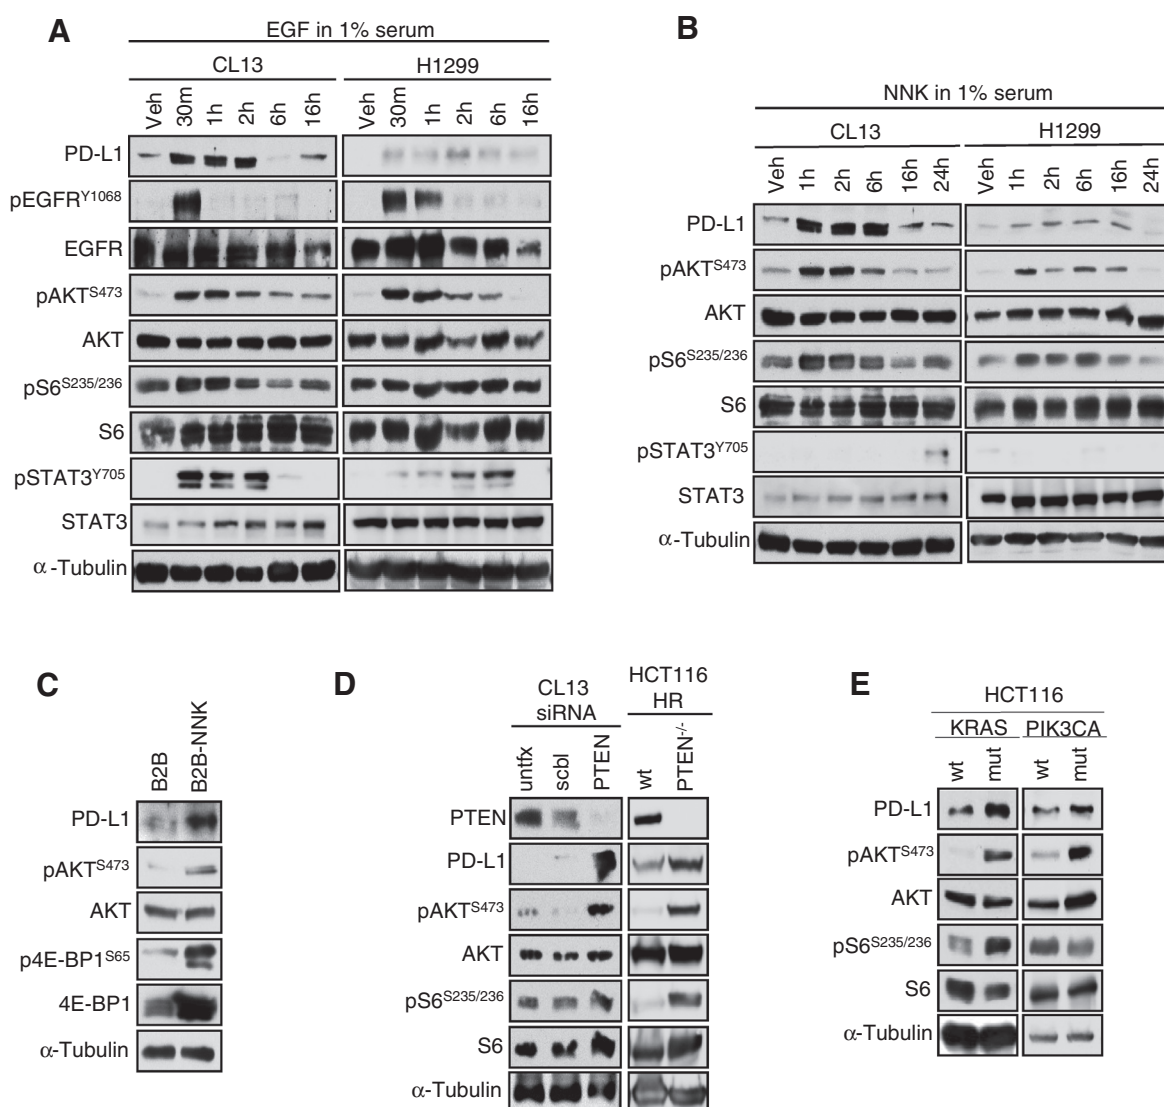 A
EGF in 1% serum
CL13 H1299
Veh 30m 1h 2h 6h 16h Veh 30m 1h 2h 6h 16h
PD-L1
pEGFR^Y1068
EGFR
pAKT^S473
AKT
pS6^S235/236
S6
pSTAT3^Y705
STAT3
α-Tubulin
B
NNK in 1% serum
CL13 H1299
Veh 1h 2h 6h 16h 24h Veh 1h 2h 6h 16h 24h
PD-L1
pAKT^S473
AKT
pS6^S235/236
S6
pSTAT3^Y705
STAT3
α-Tubulin
C
B2B B2B-NNK
PD-L1
pAKT^S473
AKT
p4E-BP1^S65
4E-BP1
α-Tubulin
D
CL13 siRNA
HCT116 HR
untfx scbl PTEN wt PTEN^-/-
PTEN
PD-L1
pAKT^S473
AKT
pS6^S235/236
S6
α-Tubulin
E
HCT116
KRAS PIK3CA
wt mut wt mut
PD-L1
pAKT^S473
AKT
pS6^S235/236
S6
α-Tubulin